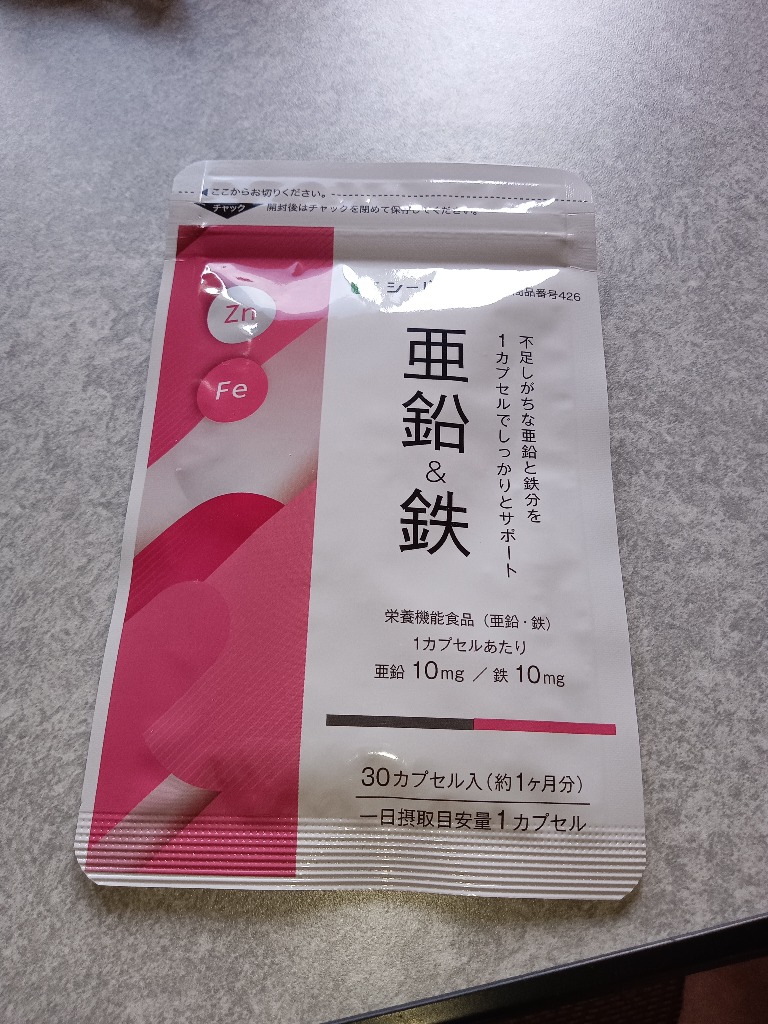 ここからお切りください。
チャック 開封後はチャックを閉めて保存してください。
Zn
Fe
商品番号426
不足しがちな亜鉛と鉄分を
1カプセルでしっかりとサポート
亜鉛
&
鉄
栄養機能食品（亜鉛・鉄）
1カプセルあたり
亜鉛 10mg ／ 鉄 10mg
30カプセル入（約1ヶ月分）
一日摂取目安量1カプセル